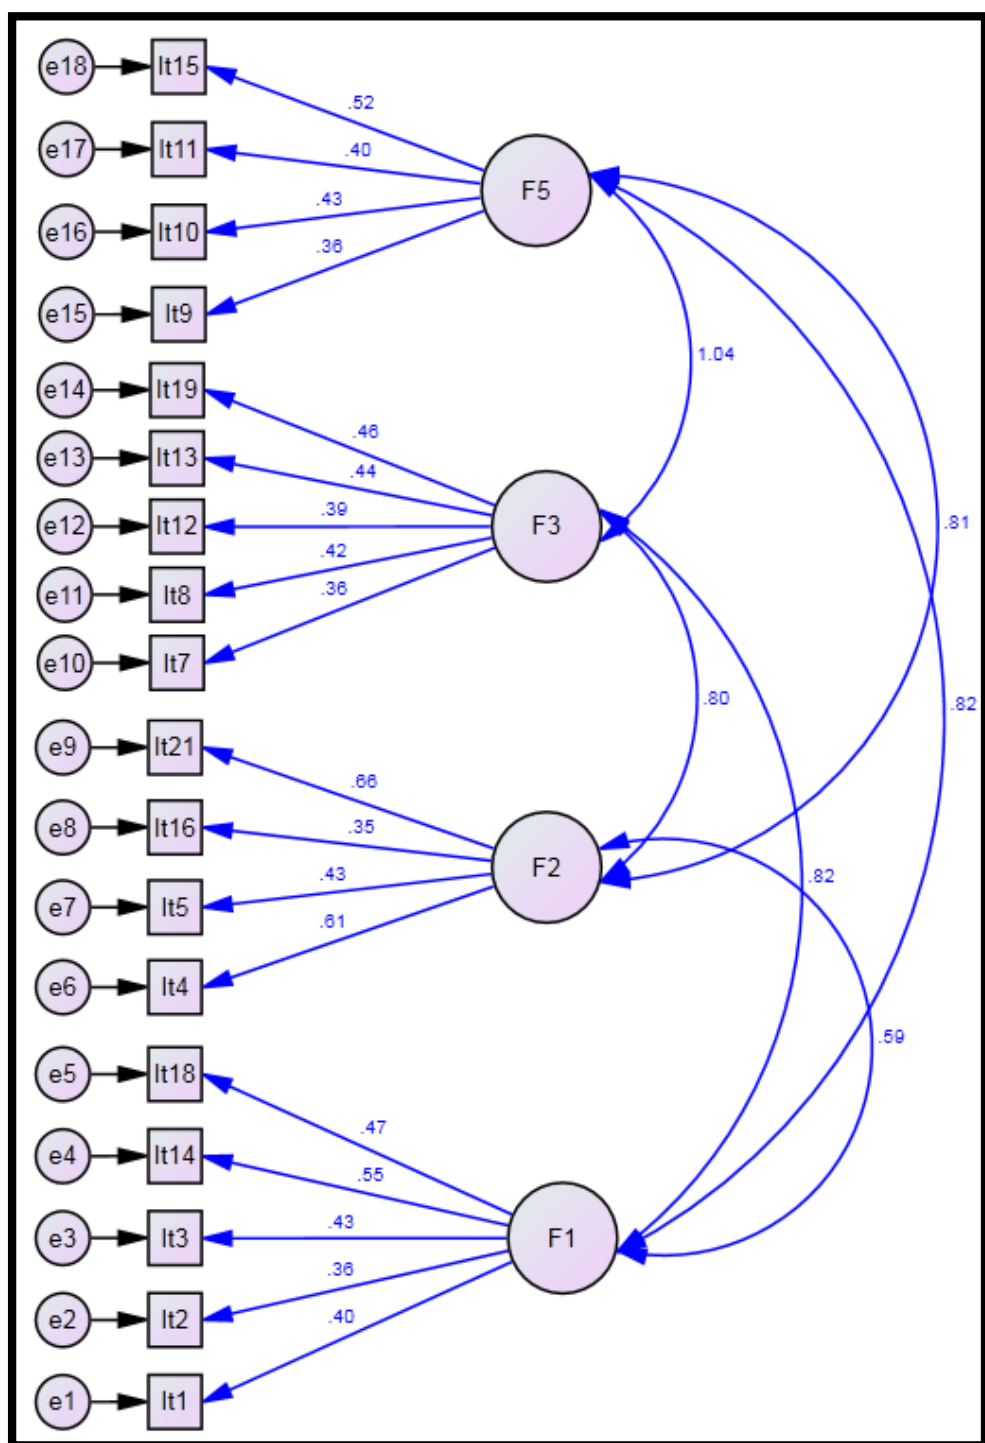 e18 It15
.52
e17 It11
.40
F5
e16 It10
.43
.36
e15 It9
1.04
e14 It19
.46
e13 It13
.44
e12 It12
.39
F3
.81
e11 It8
.42
.36
e10 It7
.80
.82
e9 It21
.66
e8 It16
.35
F2
.82
e7 It5
.43
.61
e6 It4
.59
e5 It18
.47
e4 It14
.55
e3 It3
.43
F1
.36
e2 It2
.40
e1 It1